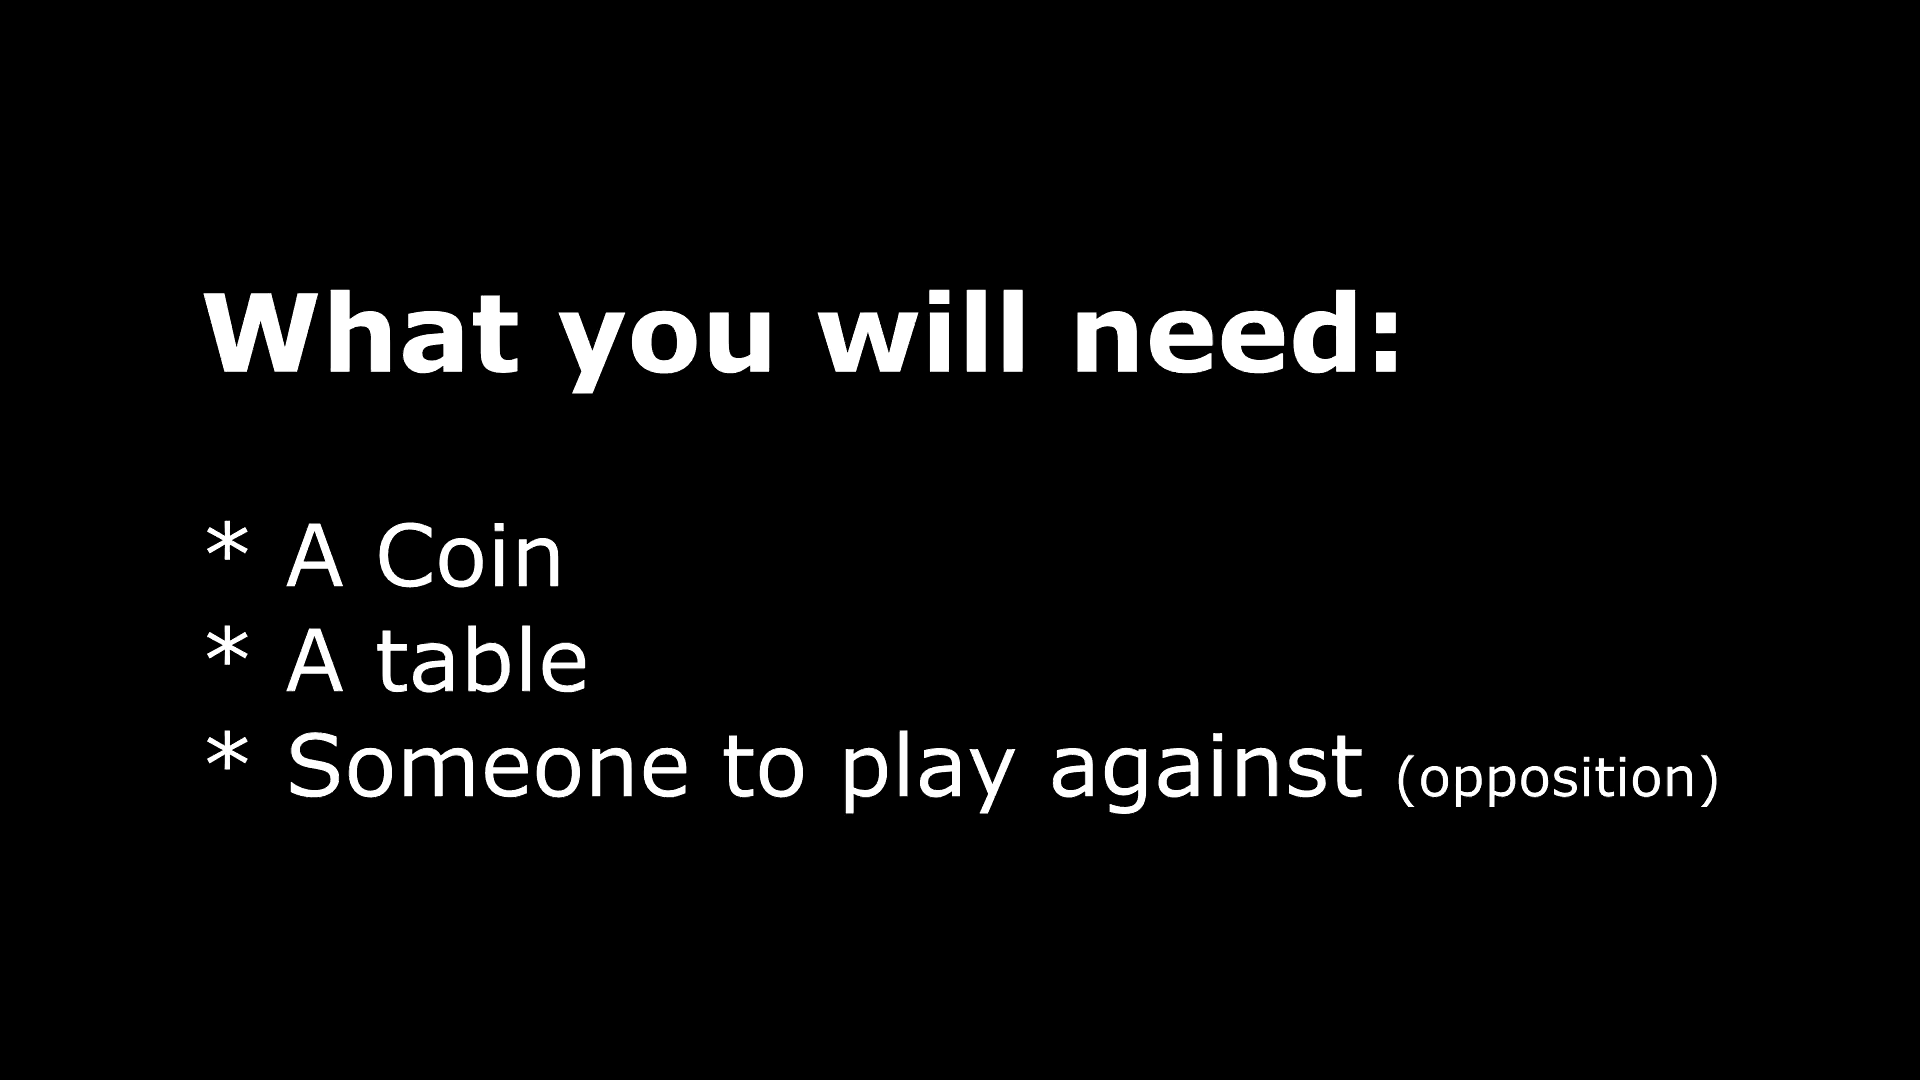 What you will need:
* A Coin
* A table
* Someone to play against (opposition)